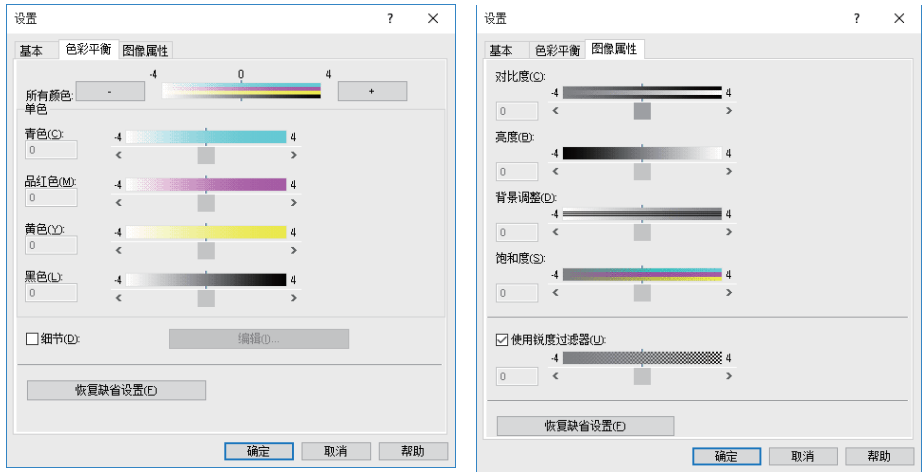 设置 ? ×
基本 色彩平衡 图像属性
-4 0 4
所有颜色: - +
单色
青色(C):
-4 4
0 < >
品红色(M):
-4 4
0 < >
黄色(Y):
-4 4
0 < >
黑色(L):
-4 4
0 < >
细节(D): 编辑(I)...
恢复缺省设置(F)
确定 取消 帮助
设置 ? ×
基本 色彩平衡 图像属性
对比度(C):
-4 4
0 < >
亮度(B):
-4 4
0 < >
背景调整(D):
-4 4
0 < >
饱和度(S):
-4 4
0 < >
使用锐度过滤器(U):
-4 4
0 < >
恢复缺省设置(F)
确定 取消 帮助